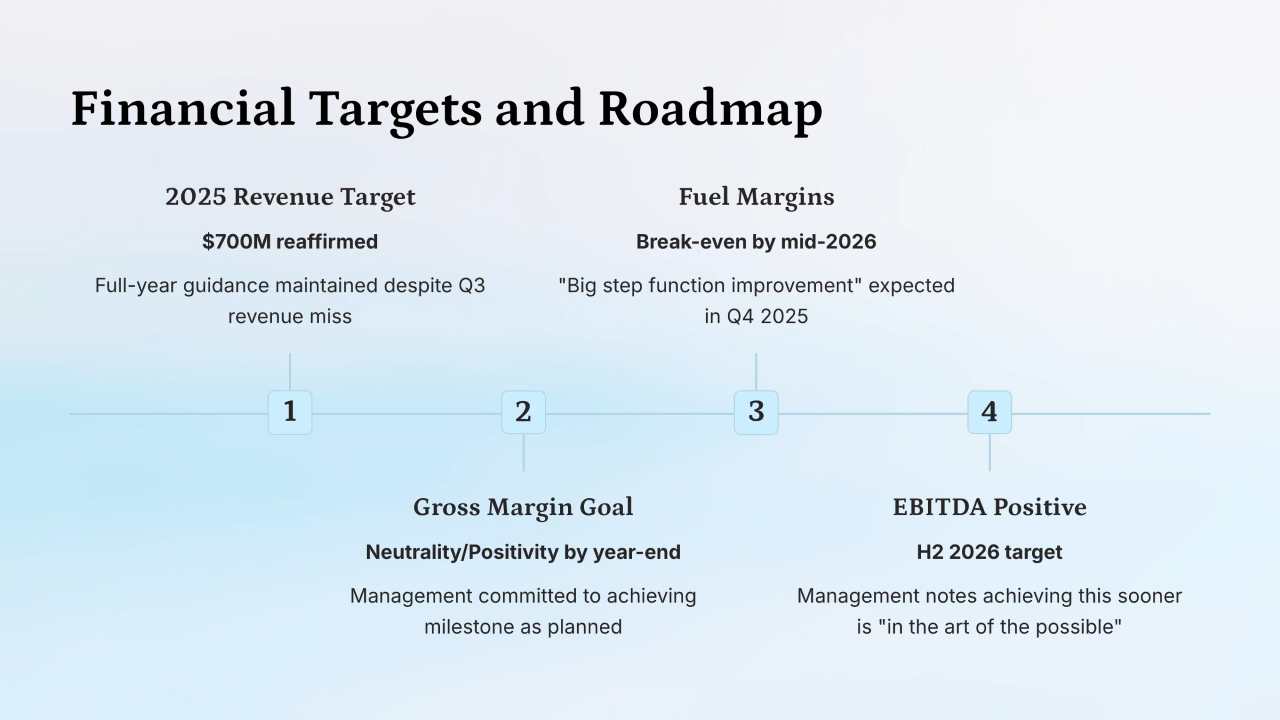 Financial Targets and Roadmap
2025 Revenue Target
$700M reaffirmed
Full-year guidance maintained despite Q3
revenue miss
Fuel Margins
Break-even by mid-2026
"Big step function improvement" expected
in Q4 2025
1
2
3
4
Gross Margin Goal
Neutrality/Positivity by year-end
Management committed to achieving
milestone as planned
EBITDA Positive
H2 2026 target
Management notes achieving this sooner
is "in the art of the possible"